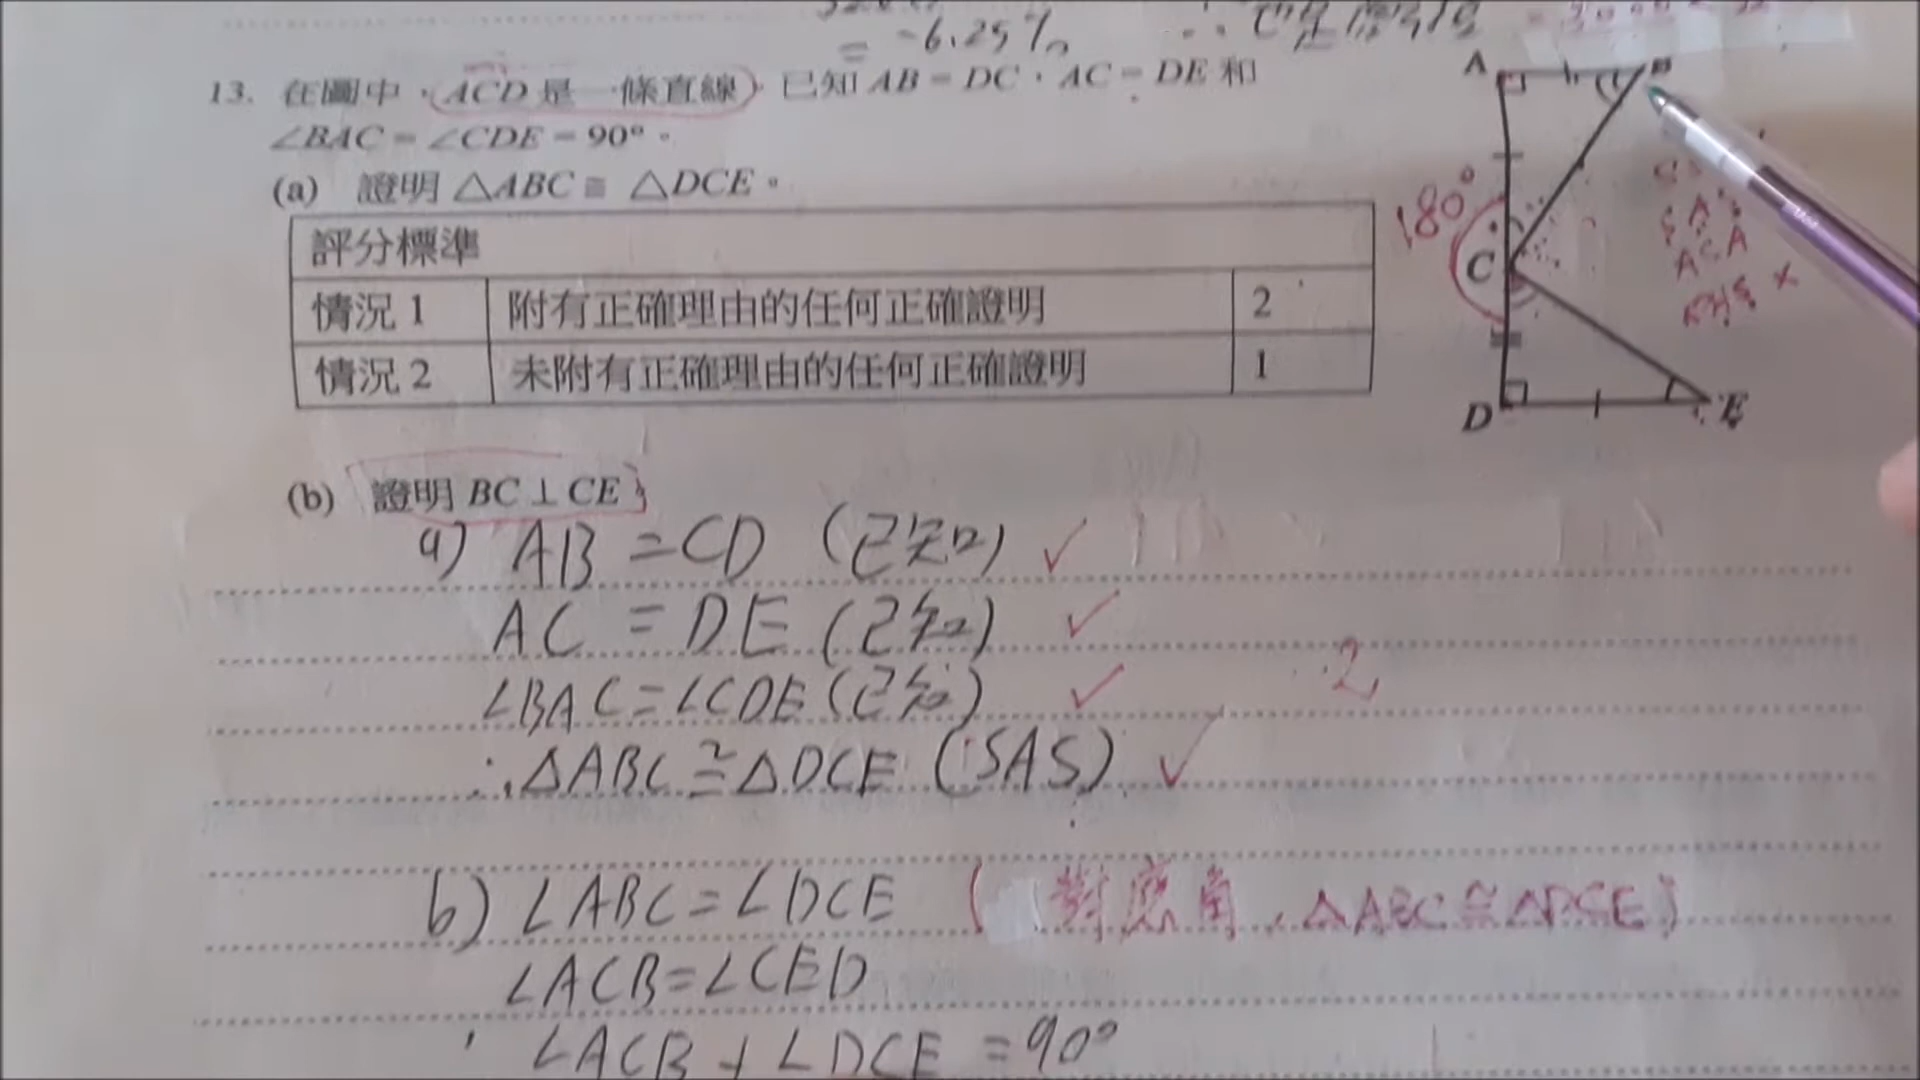 = -6.25%
13. 在圖中，ACD 是一條直線。已知 AB = DC，AC = DE 和
∠BAC = ∠CDE = 90°。
(a) 證明 △ABC ≅ △DCE。
評分標準
情況 1 附有正確理由的任何正確證明 2
情況 2 未附有正確理由的任何正確證明 1
A
180°
C
D E
(b) 證明 BC ⊥ CE
a) AB = CD (已知) ✓
AC = DE (已知) ✓
2
∠BAC = ∠CDE (已知) ✓
∴ △ABC ≅ △DCE (SAS) ✓
b) ∠ABC = ∠DCE (對應角, △ABC ≅ △DCE)
∠ACB = ∠CED
∠ACB + ∠DCE = 90°